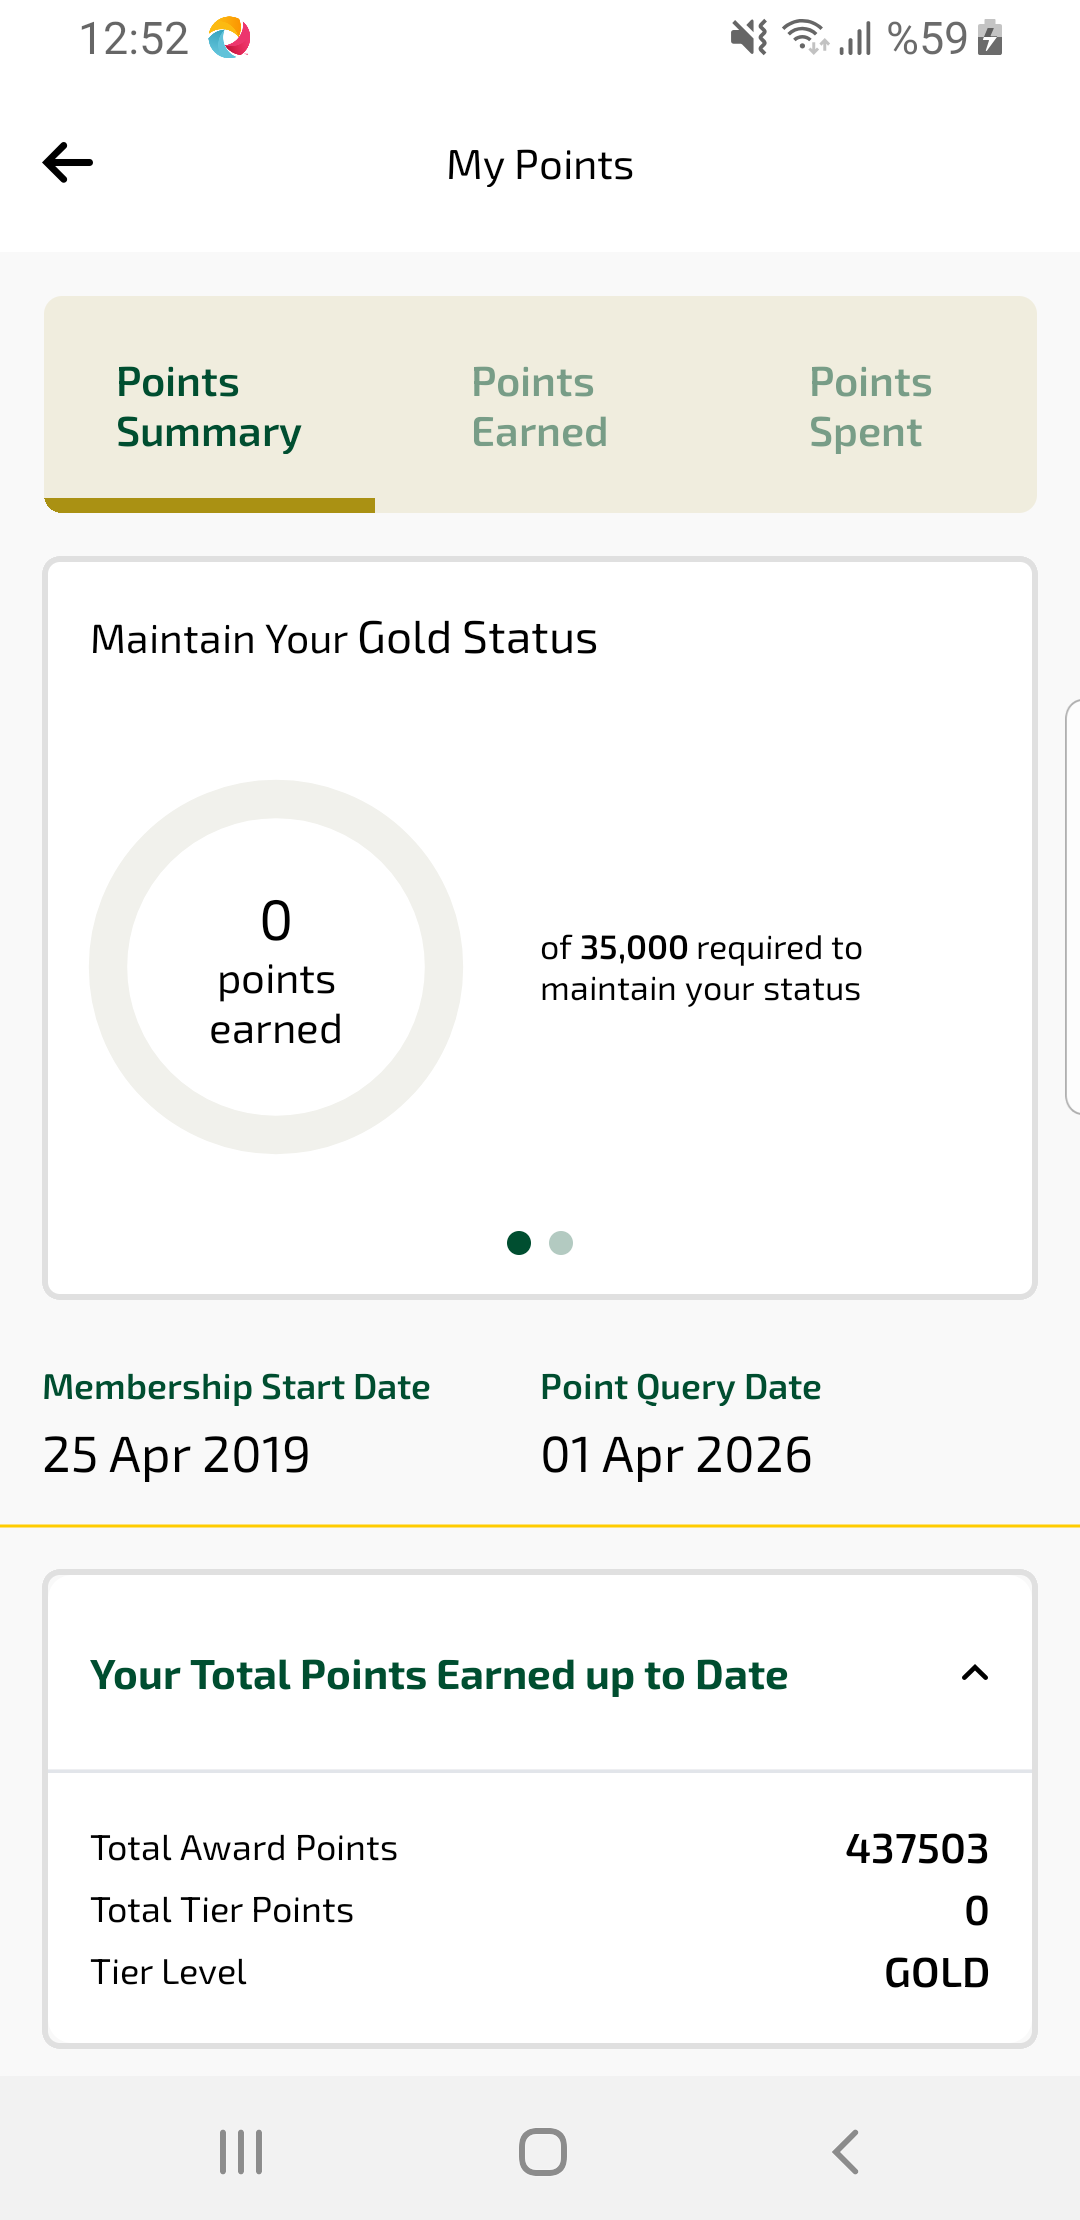 12:52
%59
My Points
Points
Summary
Points
Earned
Points
Spent
Maintain Your Gold Status
0
points
earned
of 35,000 required to
maintain your status
Membership Start Date
25 Apr 2019
Point Query Date
01 Apr 2026
Your Total Points Earned up to Date
Total Award Points 437503
Total Tier Points 0
Tier Level GOLD